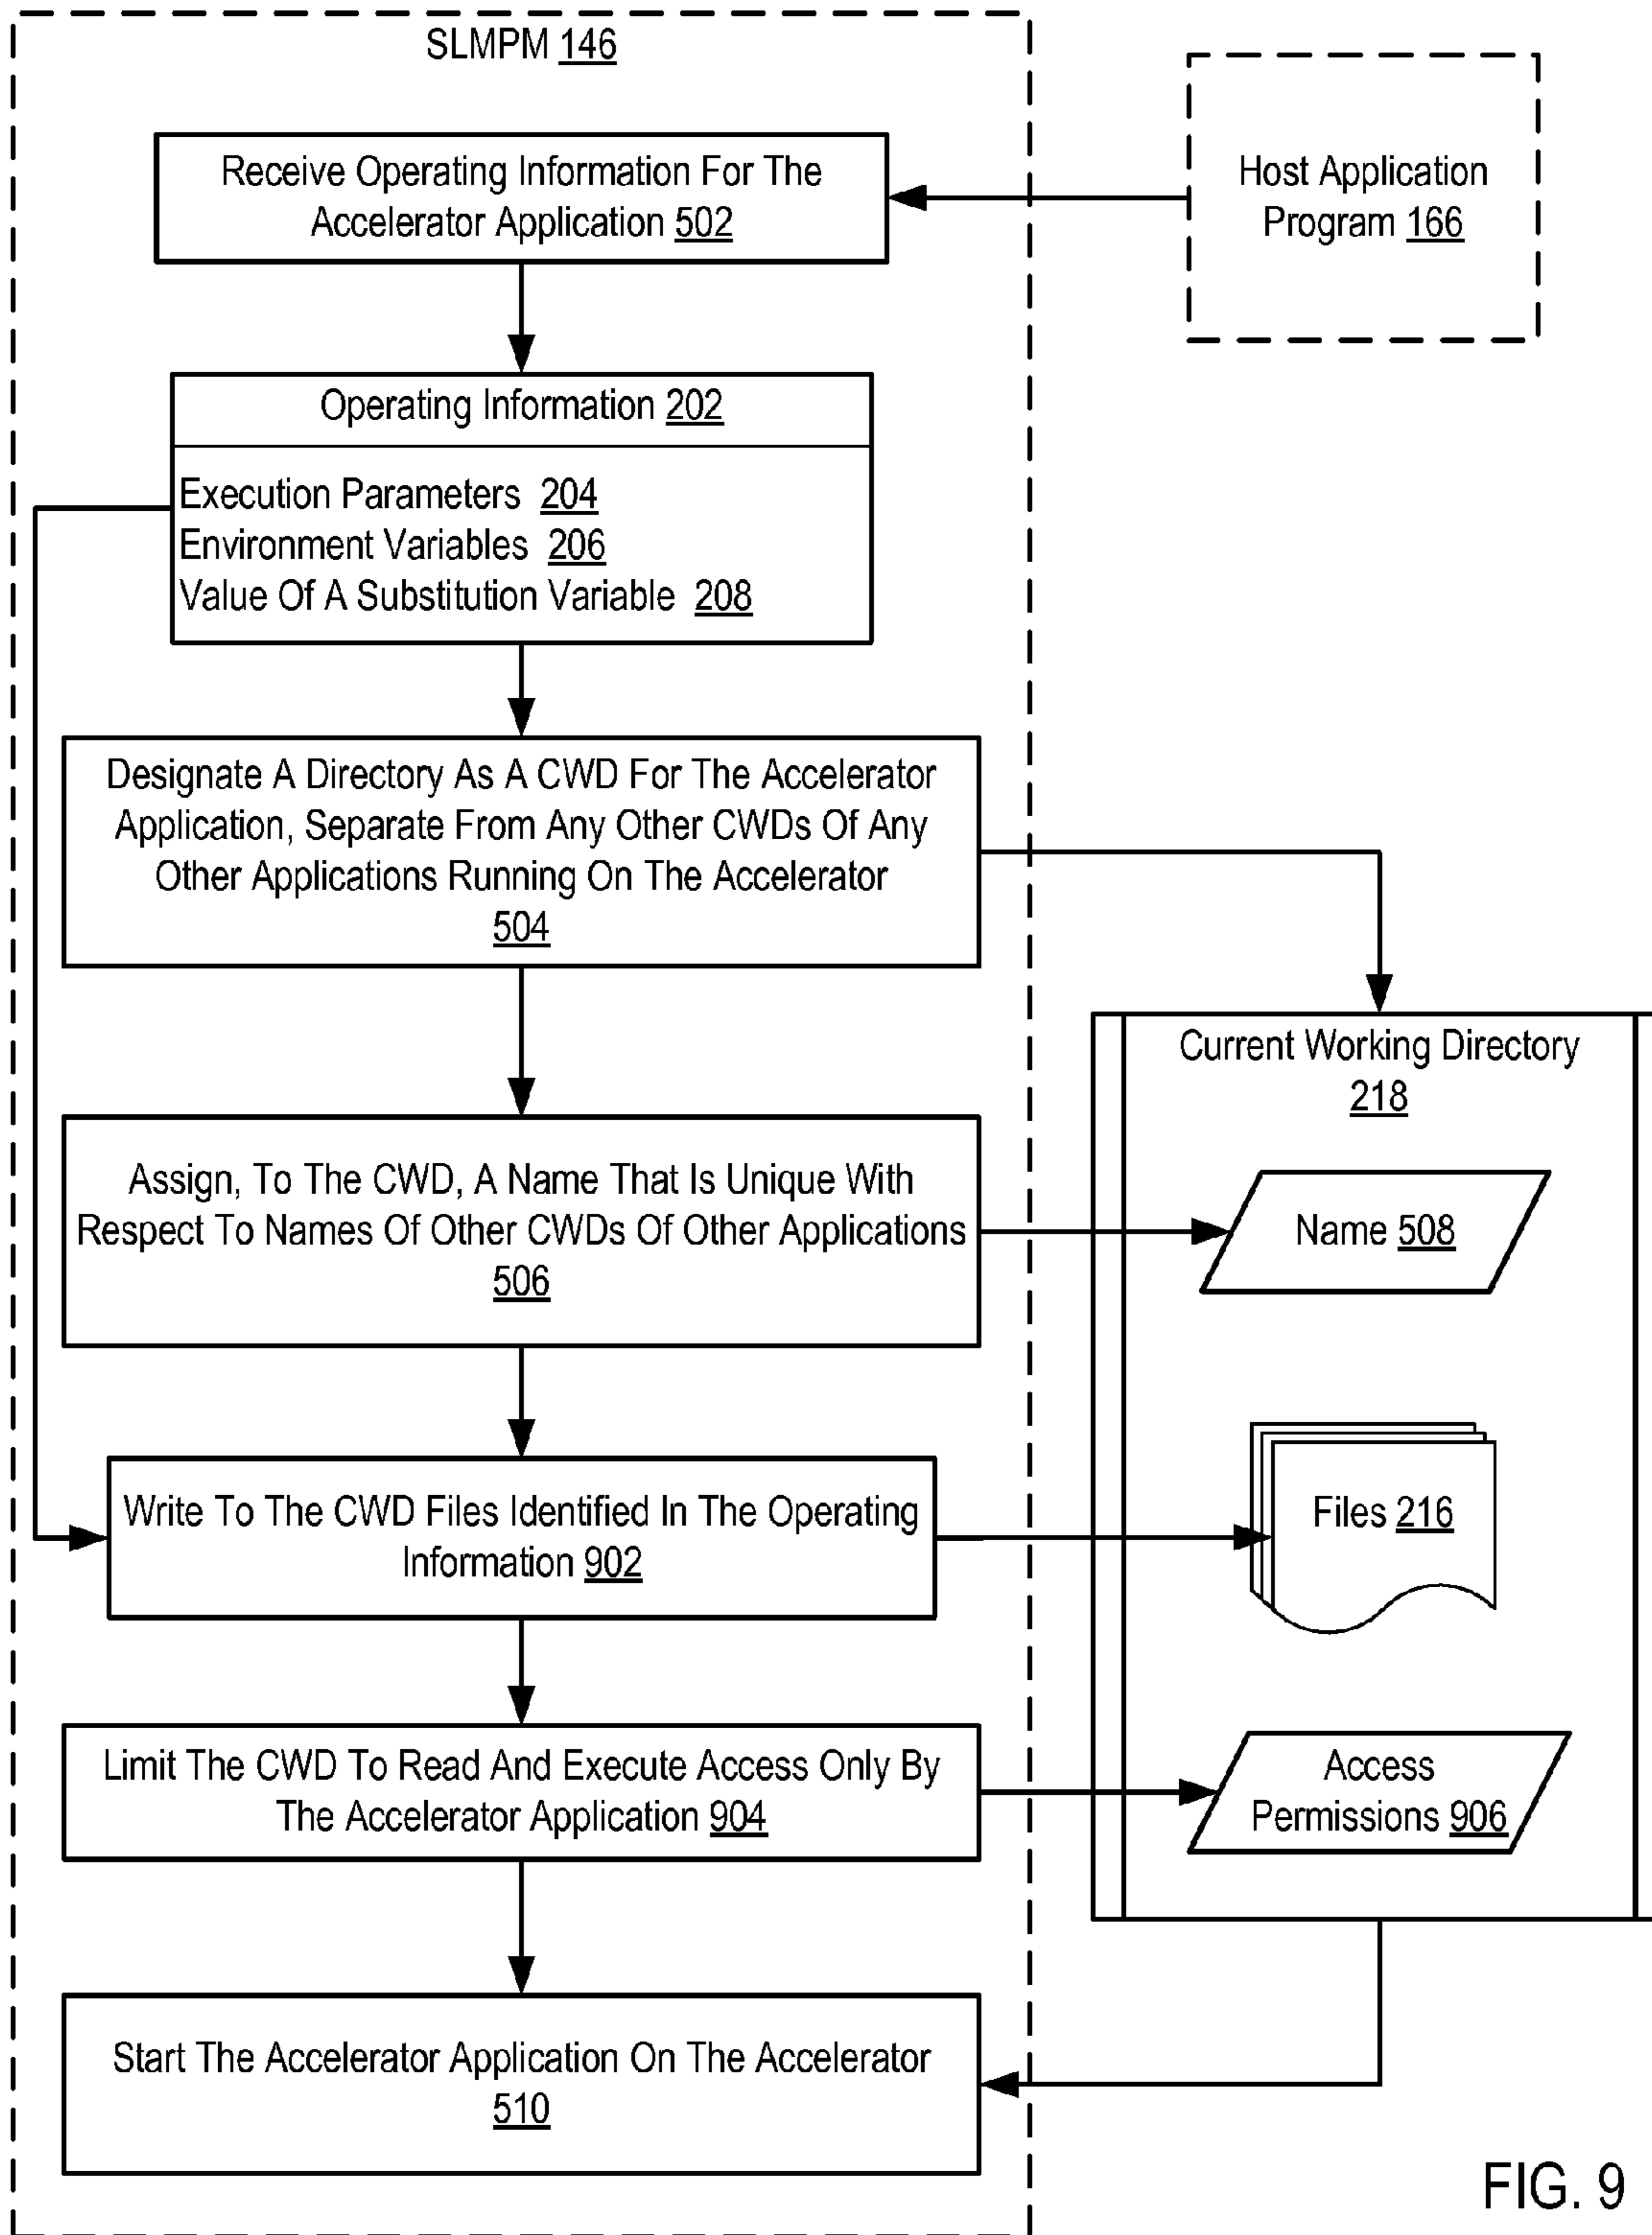 SLMPM 146
Receive Operating Information For The
Accelerator Application 502
Host Application
Program 166
Operating Information 202
Execution Parameters 204
Environment Variables 206
Value Of A Substitution Variable 208
Designate A Directory As A CWD For The Accelerator
Application, Separate From Any Other CWDs Of Any
Other Applications Running On The Accelerator
504
Current Working Directory
218
Assign, To The CWD, A Name That Is Unique With
Respect To Names Of Other CWDs Of Other Applications
506
Name 508
Write To The CWD Files Identified In The Operating
Information 902
Files 216
Limit The CWD To Read And Execute Access Only By
The Accelerator Application 904
Access
Permissions 906
Start The Accelerator Application On The Accelerator
510
FIG. 9